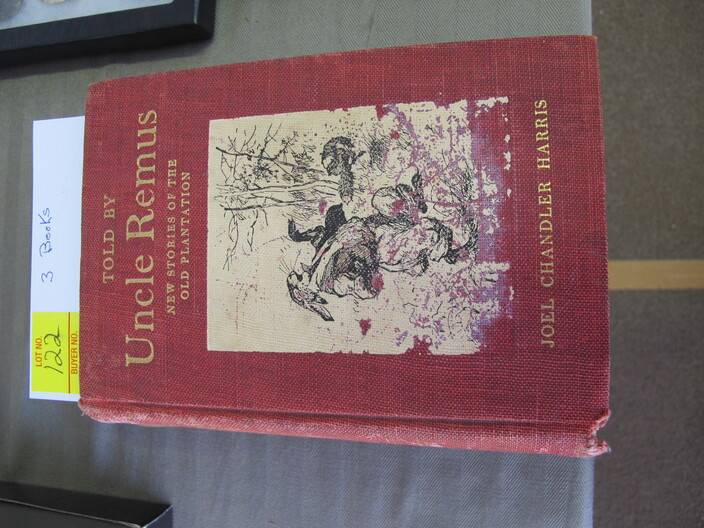 TOLD BY
Uncle Remus
NEW STORIES OF THE
OLD PLANTATION
JOEL CHANDLER HARRIS
3 Books
LOT NO.
122
BUYER NO.